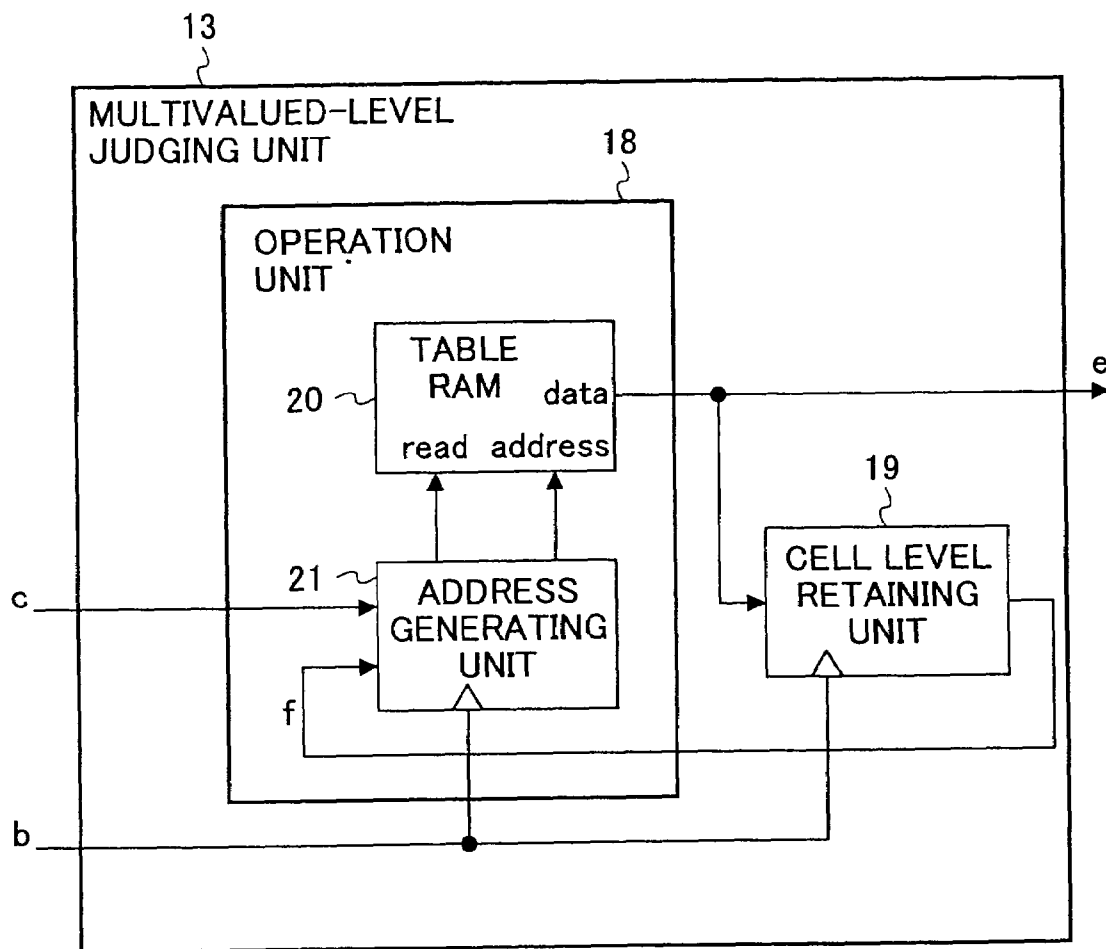 13
MULTIVALUED-LEVEL
JUDGING UNIT
18
OPERATION
UNIT
TABLE
RAM
data
20
read address
e
19
21
CELL LEVEL
RETAINING
UNIT
c
ADDRESS
GENERATING
UNIT
f
b